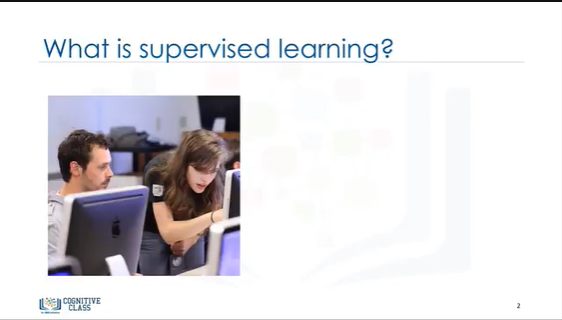 What is supervised learning?
COGNITIVE
CLASS
2